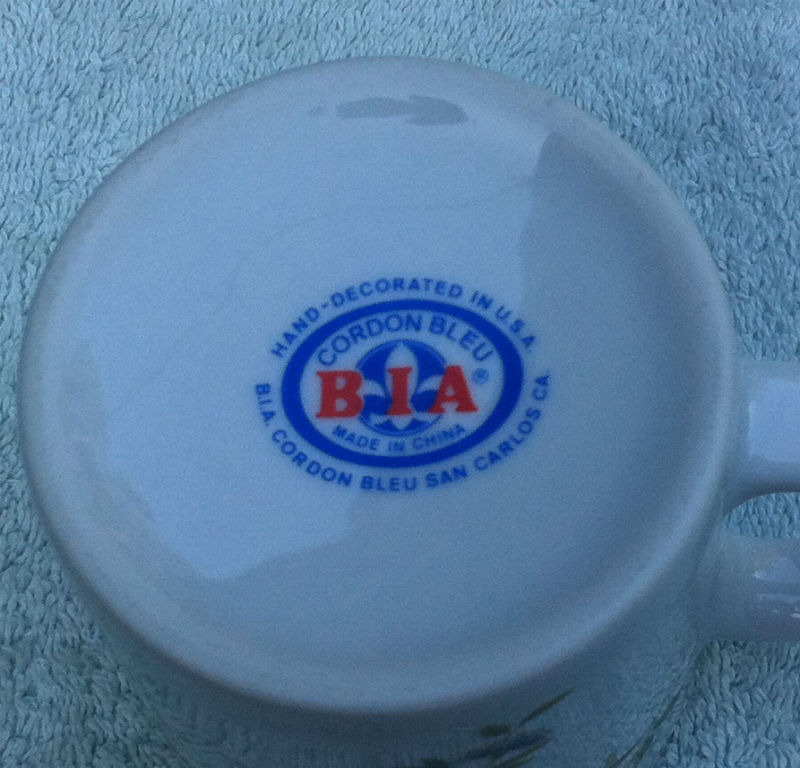 HAND-DECORATED IN U.S.A.
CORDON BLEU
BIA®
MADE IN CHINA
B.I.A. CORDON BLEU SAN CARLOS CA.